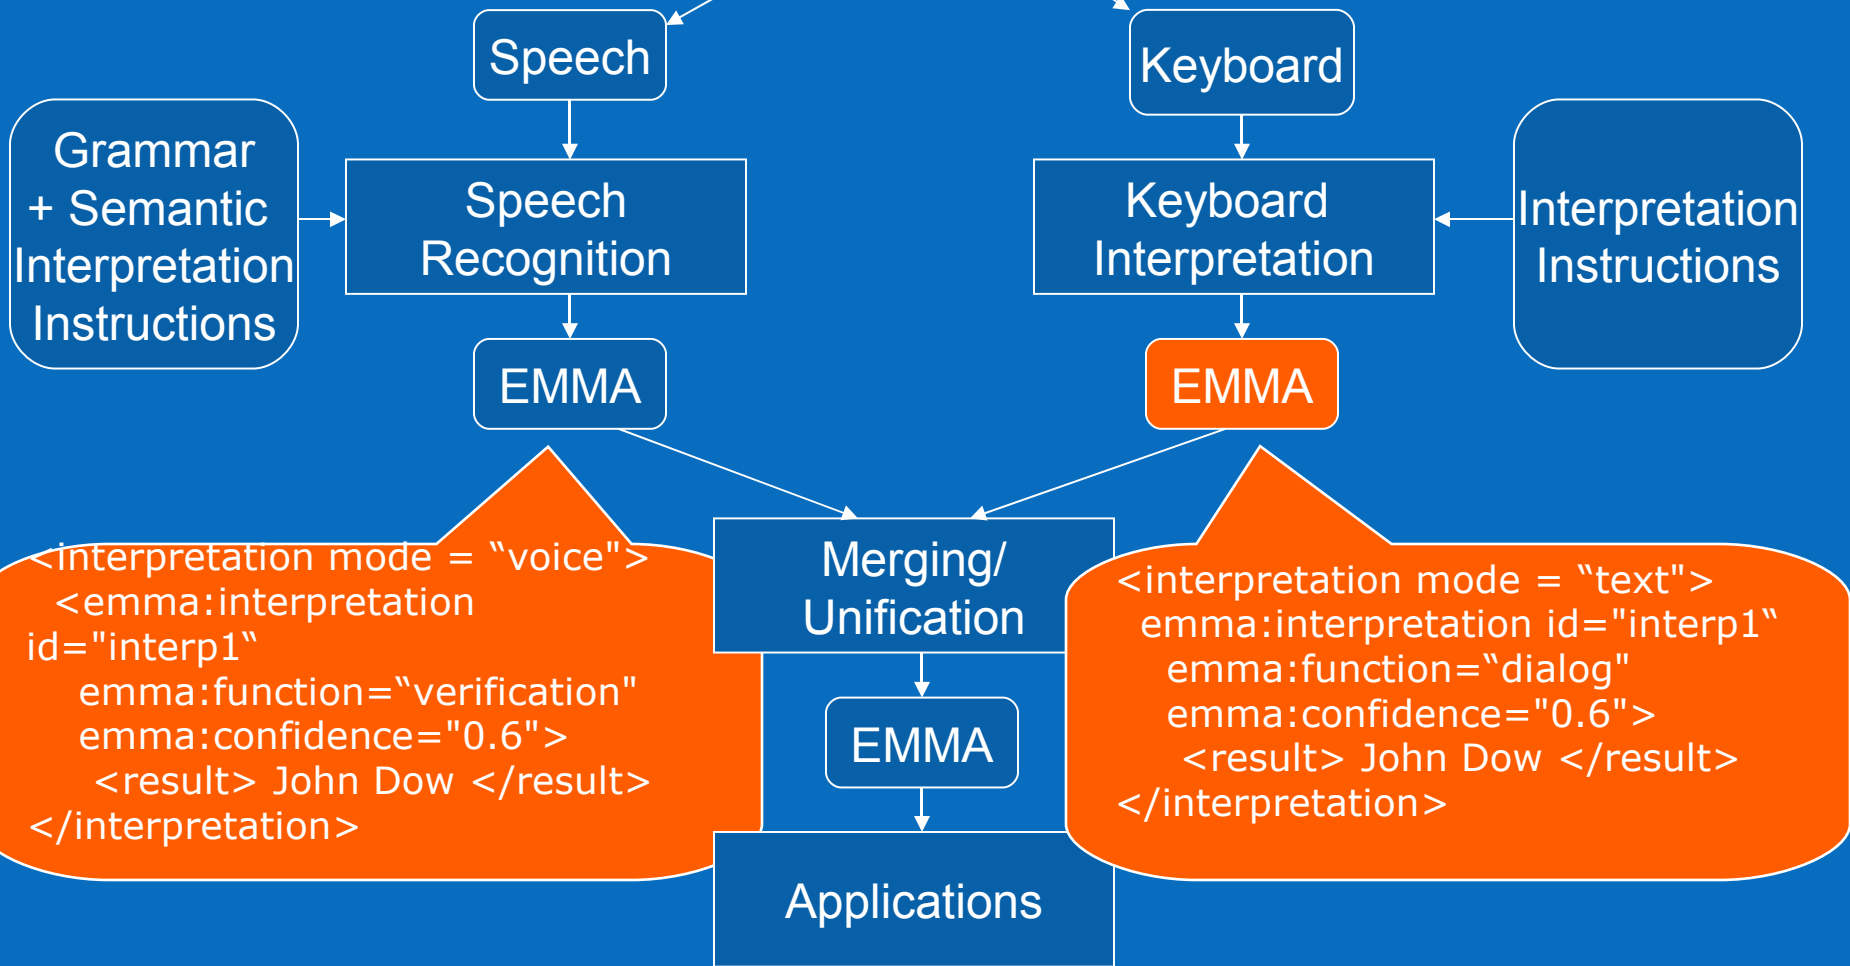 Speech
Keyboard
Grammar
+ Semantic
Interpretation
Instructions
Speech
Recognition
Keyboard
Interpretation
Interpretation
Instructions
EMMA
EMMA
<interpretation mode = “voice">
<emma:interpretation
id="interp1“
emma:function=“verification"
emma:confidence="0.6">
<result> John Dow </result>
</interpretation>
Merging/
Unification
<interpretation mode = “text">
emma:interpretation id="interp1“
emma:function=“dialog"
emma:confidence="0.6">
<result> John Dow </result>
</interpretation>
EMMA
Applications